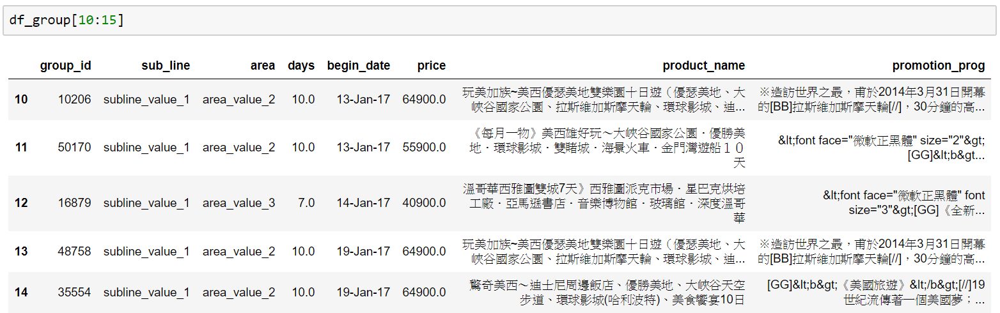 df_group[10:15]
group_id sub_line area days begin_date price product_name promotion_prog
10 10206 subline_value_1 area_value_2 10.0 13-Jan-17 64900.0 玩美加族~美西優瑟美地雙樂園十日遊（優瑟美地、大 ※造訪世界之最，甫於2014年3月31日開幕
峽谷國家公園、拉斯維加斯摩天輪、環球影城、迪... 的[BB]拉斯維加斯摩天輪[//]，30分鐘的高...
11 50170 subline_value_1 area_value_2 10.0 13-Jan-17 55900.0 《每月一物》美西雄好玩～大峽谷國家公園．優勝美 &lt;font face="微軟正黑體" size="2"&gt;
地．環球影城．雙賭城．海景火車．金門灣遊船１０ [GG]&lt;b&gt...
天
12 16879 subline_value_1 area_value_3 7.0 14-Jan-17 40900.0 溫哥華西雅圖雙城7天》西雅圖派克市場．星巴克烘培 &lt;font face="微軟正黑體" font
工廠．亞馬遜書店．音樂博物館．玻璃館．深度溫哥 size="3"&gt;[GG]《全新...
華
13 48758 subline_value_1 area_value_2 10.0 19-Jan-17 64900.0 玩美加族~美西優瑟美地雙樂園十日遊（優瑟美地、大 ※造訪世界之最，甫於2014年3月31日開幕
峽谷國家公園、拉斯維加斯摩天輪、環球影城、迪... 的[BB]拉斯維加斯摩天輪[//]，30分鐘的高...
14 35554 subline_value_1 area_value_2 10.0 19-Jan-17 64900.0 驚奇美西～迪士尼周邊飯店、優勝美地、大峽谷天空 [GG]&lt;b&gt;《美國旅遊》&lt;/b&gt;[//]19
步道、環球影城(哈利波特)、美食饗宴10日 世紀流傳著一個美國夢；...